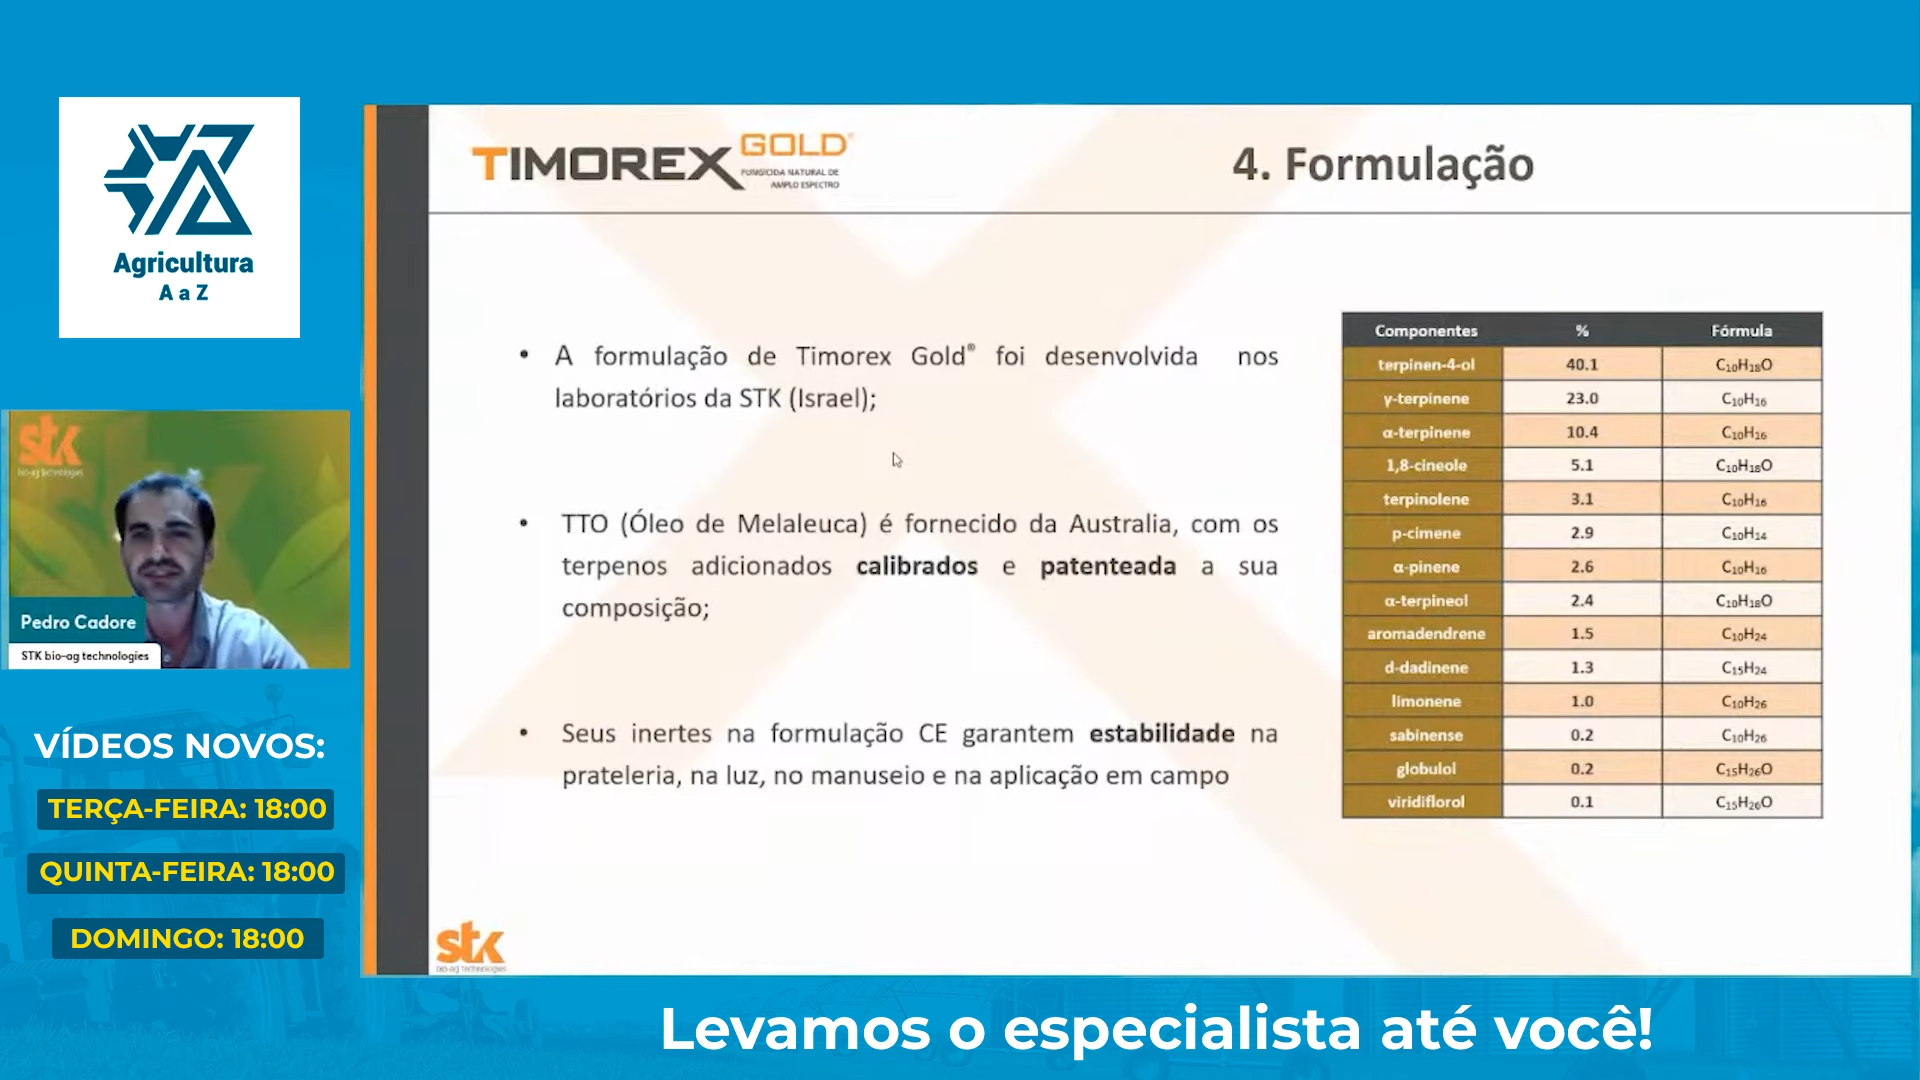 Agricultura
A a Z
stk
bio-ag technologies
Pedro Cadore
STK bio-ag technologies
VÍDEOS NOVOS:
TERÇA-FEIRA: 18:00
QUINTA-FEIRA: 18:00
DOMINGO: 18:00
TIMOREX GOLD®
FUNGICIDA NATURAL DE
AMPLO ESPECTRO
4. Formulação
• A formulação de Timorex Gold® foi desenvolvida nos
laboratórios da STK (Israel);
• TTO (Óleo de Melaleuca) é fornecido da Australia, com os
terpenos adicionados calibrados e patenteada a sua
composição;
• Seus inertes na formulação CE garantem estabilidade na
prateleria, na luz, no manuseio e na aplicação em campo
Componentes % Fórmula
terpinen-4-ol 40.1 C₁₀H₁₈O
γ-terpinene 23.0 C₁₀H₁₆
α-terpinene 10.4 C₁₀H₁₆
1,8-cineole 5.1 C₁₀H₁₈O
terpinolene 3.1 C₁₀H₁₆
p-cimene 2.9 C₁₀H₁₄
α-pinene 2.6 C₁₀H₁₆
α-terpineol 2.4 C₁₀H₁₈O
aromadendrene 1.5 C₁₀H₂₄
d-dadinene 1.3 C₁₅H₂₄
limonene 1.0 C₁₀H₂₆
sabinense 0.2 C₁₀H₂₆
globulol 0.2 C₁₅H₂₆O
viridiflorol 0.1 C₁₅H₂₆O
stk
bio-ag technologies
Levamos o especialista até você!